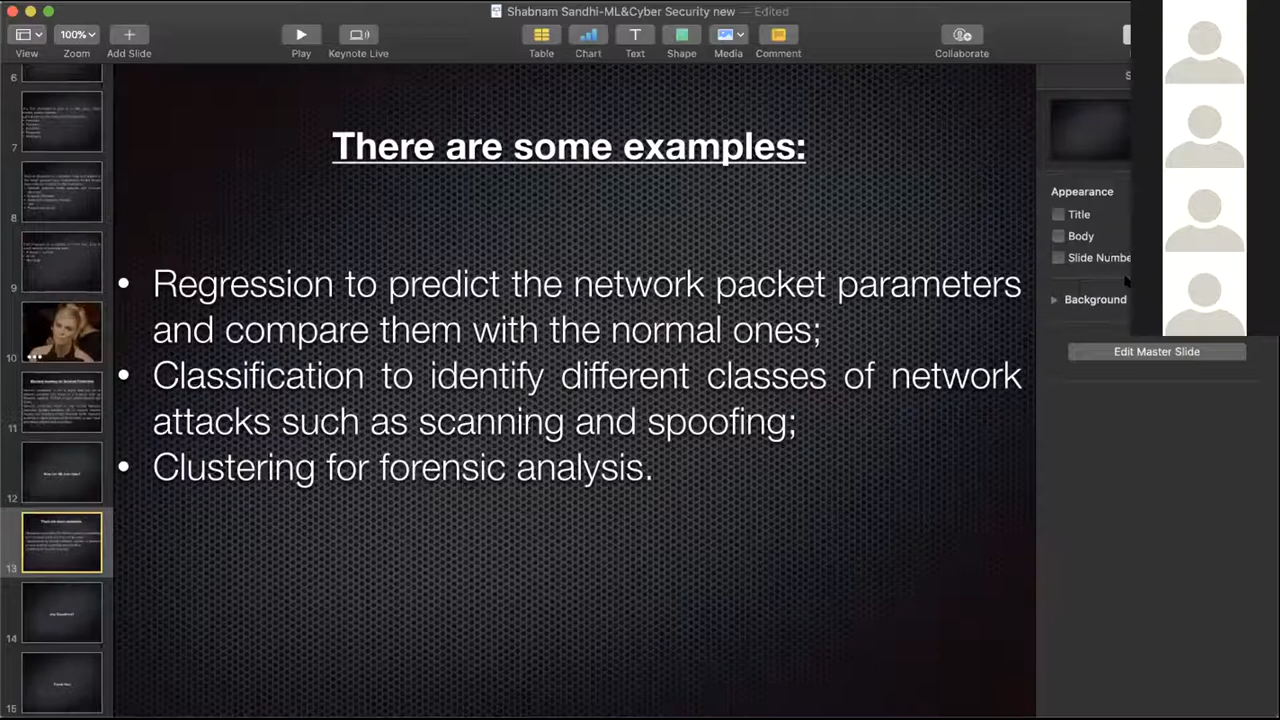 Shabnam Sandhi-ML&Cyber Security new — Edited
100%
View
Zoom
Add Slide
Play
Keynote Live
Table
Chart
Text
Shape
Media
Comment
Collaborate
There are some examples:
• Regression to predict the network packet parameters
and compare them with the normal ones;
• Classification to identify different classes of network
attacks such as scanning and spoofing;
• Clustering for forensic analysis.
6
7
8
9
10
11
12
13
14
15
Any Questions?
Thank You
Appearance
Title
Body
Slide Numbe
Background
Edit Master Slide